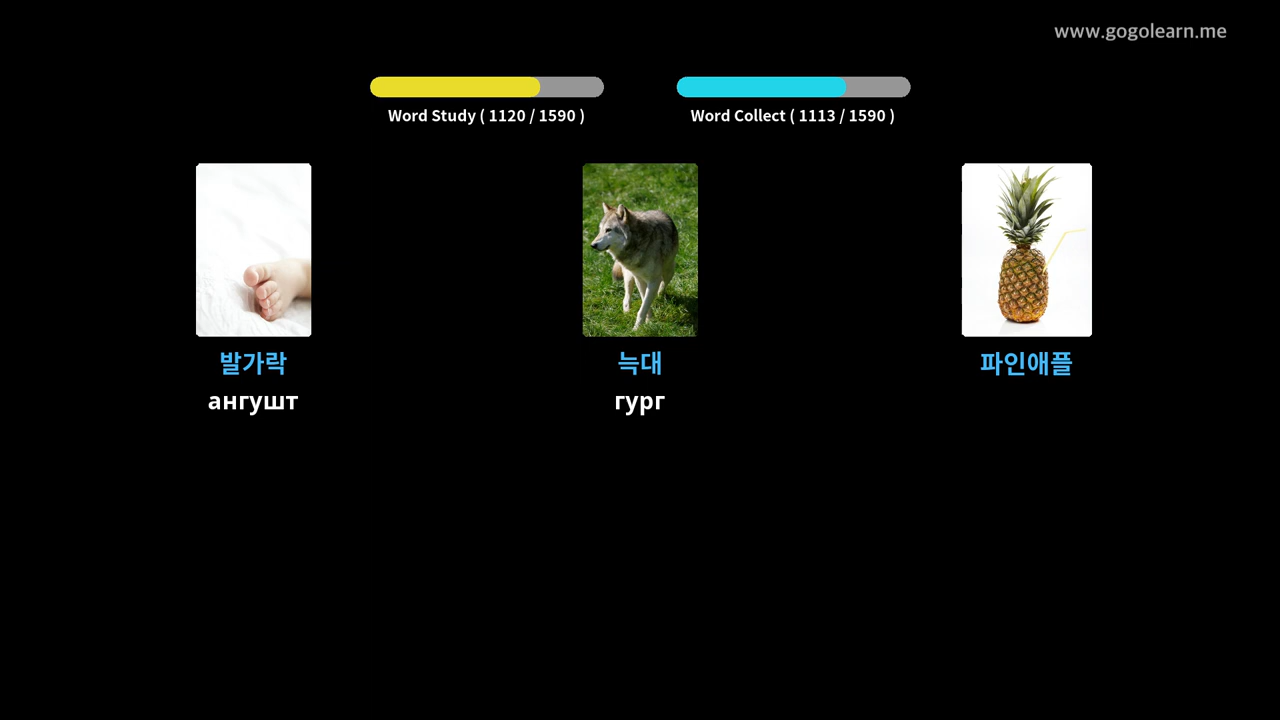 www.gogolearn.me
Word Study ( 1120 / 1590 )
Word Collect ( 1113 / 1590 )
발가락
늑대
파인애플
ангушт
гург